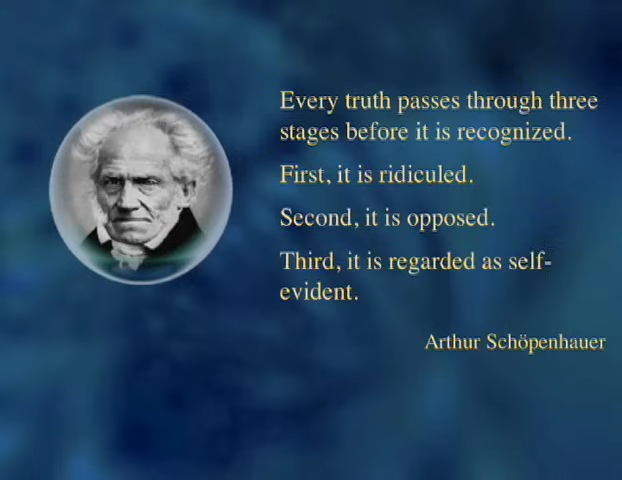 Every truth passes through three
stages before it is recognized.
First, it is ridiculed.
Second, it is opposed.
Third, it is regarded as self-
evident.
Arthur Schöpenhauer